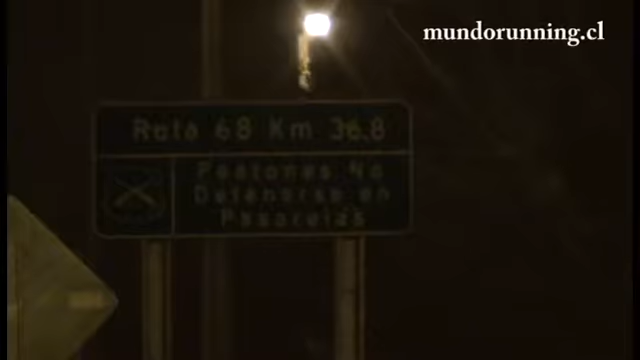 mundorunning.cl
Ruta 68 Km 36.8
Peatones No
Detenerse en
Pasarelas